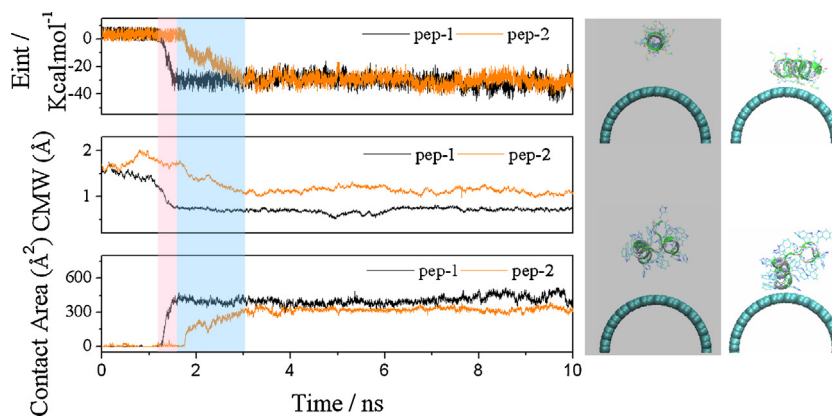 Eint /
Kcalmol-1
0
-20
-40
pep-1 pep-2
CMW (Å)
2
1
pep-1 pep-2
Contact Area (Å2)
600
300
0
pep-1 pep-2
0 2 4 6 8 10
Time / ns